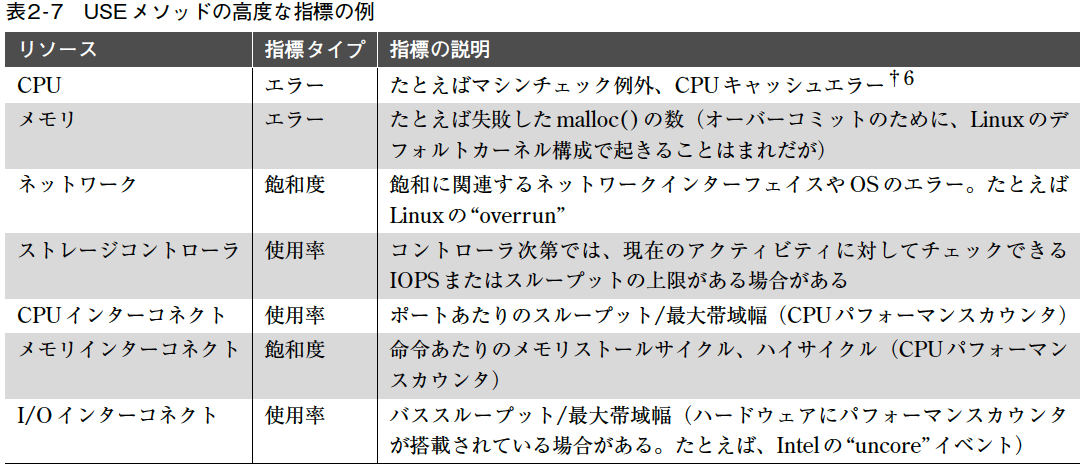 表2-7 USEメソッドの高度な指標の例
リソース 指標タイプ 指標の説明
CPU エラー たとえばマシンチェック例外、CPUキャッシュエラー†6
メモリ エラー たとえば失敗したmalloc()の数（オーバーコミットのために、Linuxのデ
フォルトカーネル構成で起きることはまれだが）
ネットワーク 飽和度 飽和に関連するネットワークインターフェイスやOSのエラー。たとえば
Linuxの“overrun”
ストレージコントローラ 使用率 コントローラ次第では、現在のアクティビティに対してチェックできる
IOPSまたはスループットの上限がある場合がある
CPUインターコネクト 使用率 ポートあたりのスループット/最大帯域幅（CPUパフォーマンスカウンタ）
メモリインターコネクト 飽和度 命令あたりのメモリストールサイクル、ハイサイクル（CPUパフォーマン
スカウンタ）
I/Oインターコネクト 使用率 バススループット/最大帯域幅（ハードウェアにパフォーマンスカウンタ
が搭載されている場合がある。たとえば、Intelの“uncore”イベント）